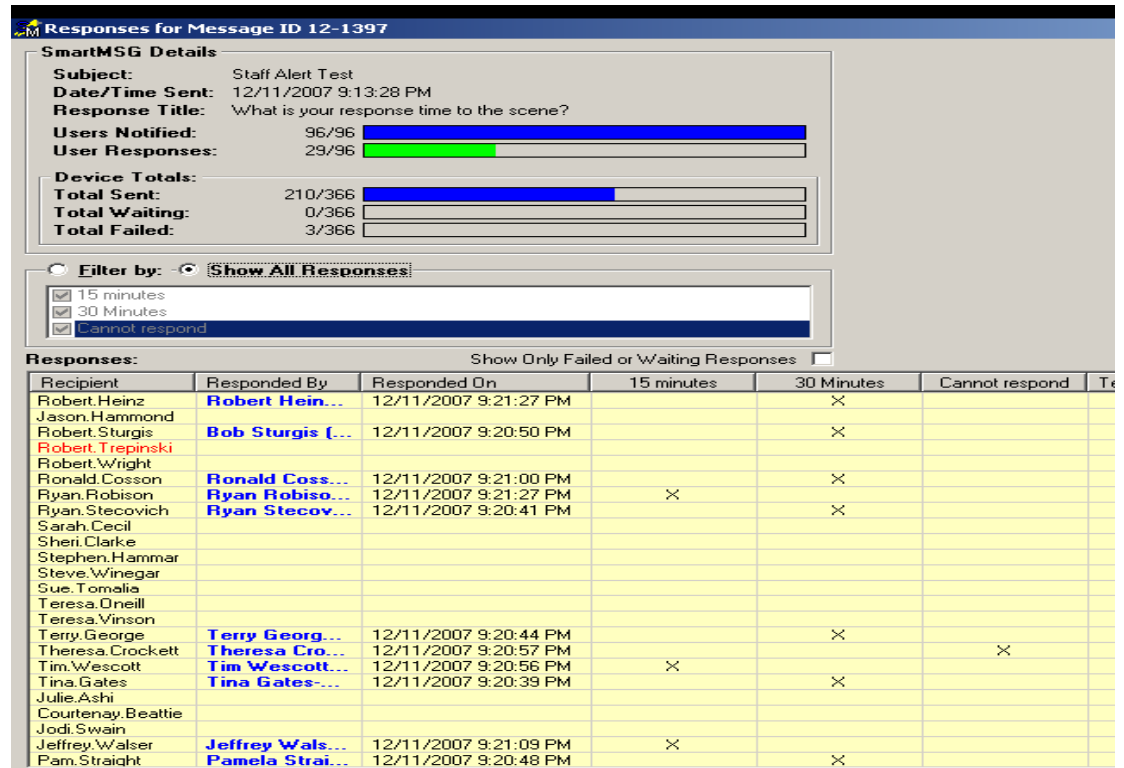 Responses for Message ID 12-1397
SmartMSG Details
Subject: Staff Alert Test
Date/Time Sent: 12/11/2007 9:13:28 PM
Response Title: What is your response time to the scene?
Users Notified: 96/96
User Responses: 29/96
Device Totals:
Total Sent: 210/366
Total Waiting: 0/366
Total Failed: 3/366
Filter by: Show All Responses
15 minutes
30 Minutes
Cannot respond
Responses: Show Only Failed or Waiting Responses
Recipient Responded By Responded On 15 minutes 30 Minutes Cannot respond Te
Robert.Heinz Robert Hein... 12/11/2007 9:21:27 PM X
Jason.Hammond
Robert.Sturgis Bob Sturgis (... 12/11/2007 9:20:50 PM X
Robert.Trepinski
Robert.Wright
Ronald.Cosson Ronald Coss... 12/11/2007 9:21:00 PM X
Ryan.Robison Ryan Robiso... 12/11/2007 9:21:27 PM X
Ryan.Stecovich Ryan Stecov... 12/11/2007 9:20:41 PM X
Sarah.Cecil
Sheri.Clarke
Stephen.Hammar
Steve.Winegar
Sue.Tomalia
Teresa.Oneill
Teresa.Vinson
Terry.George Terry Georg... 12/11/2007 9:20:44 PM X
Theresa.Crockett Theresa Cro... 12/11/2007 9:20:57 PM X
Tim.Wescott Tim Wescott... 12/11/2007 9:20:56 PM X
Tina.Gates Tina Gates-... 12/11/2007 9:20:39 PM X
Julie.Ashi
Courtenay.Beattie
Jodi.Swain
Jeffrey.Walser Jeffrey Wals... 12/11/2007 9:21:09 PM X
Pam.Straight Pamela Strai... 12/11/2007 9:20:48 PM X